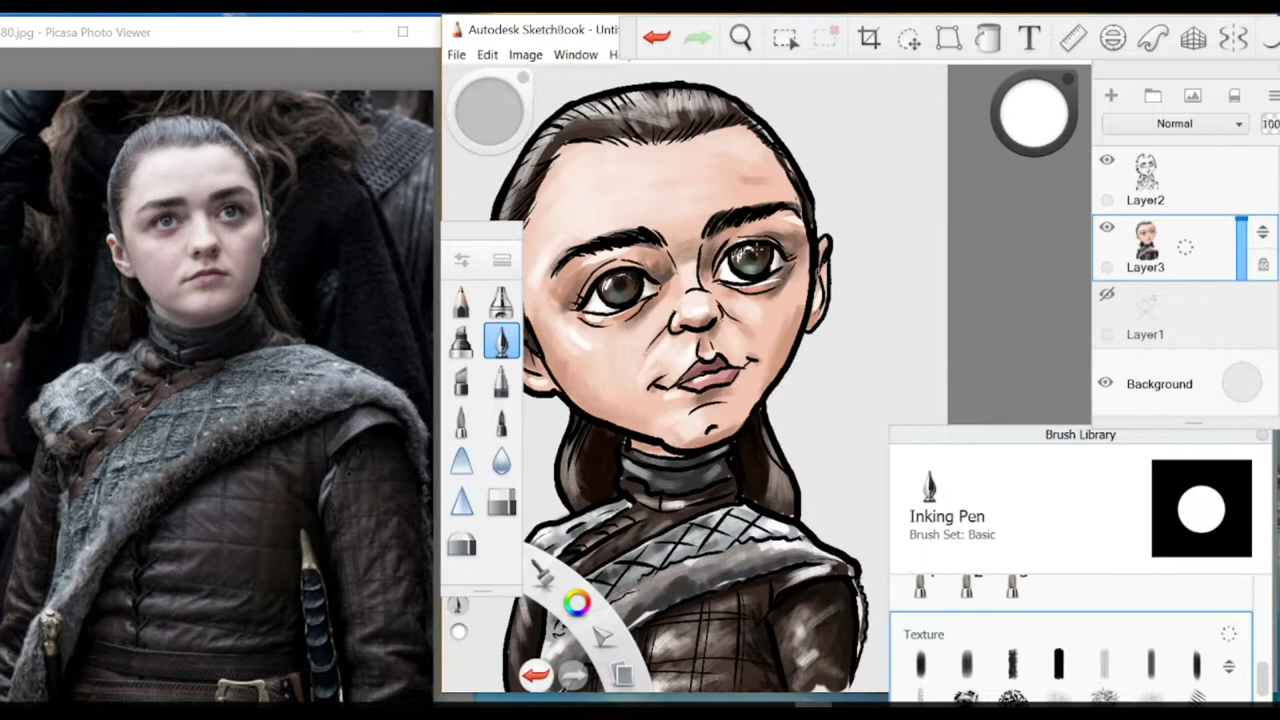 80.jpg - Picasa Photo Viewer
Autodesk SketchBook - Unti
File Edit Image Window H
T
Normal
100
Layer2
Layer3
Layer1
Background
Brush Library
Inking Pen
Brush Set: Basic
Texture